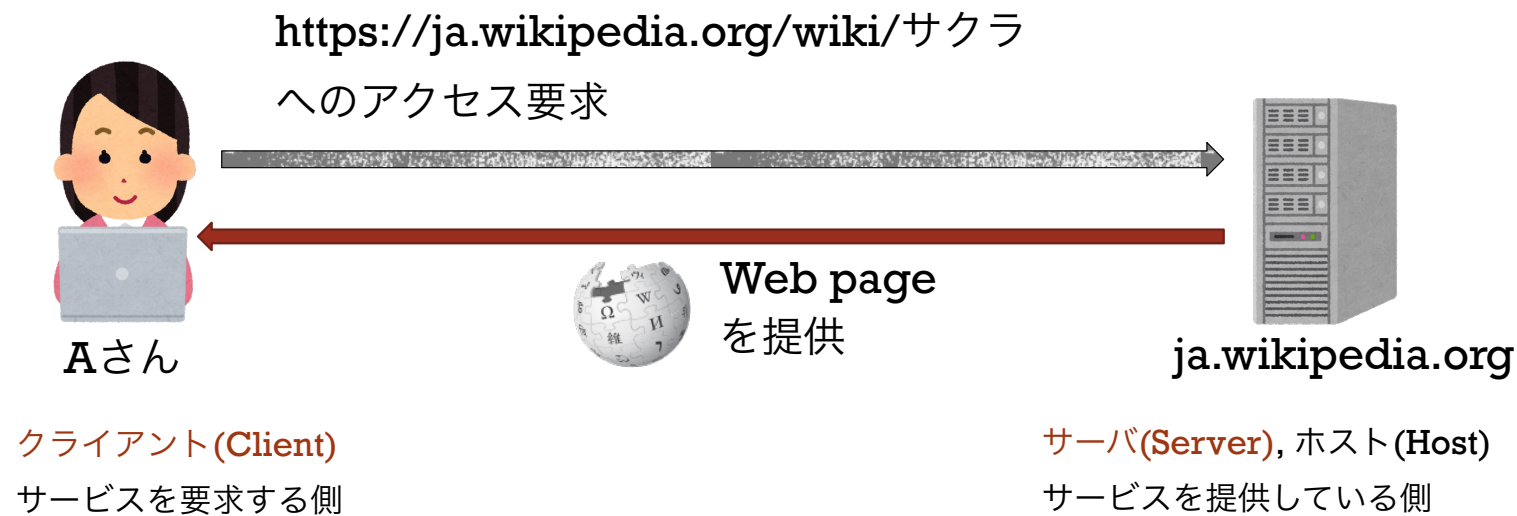 https://ja.wikipedia.org/wiki/サクラ
へのアクセス要求
Web page
を提供
Aさん
ja.wikipedia.org
クライアント(Client)
サービスを要求する側
サーバ(Server), ホスト(Host)
サービスを提供している側